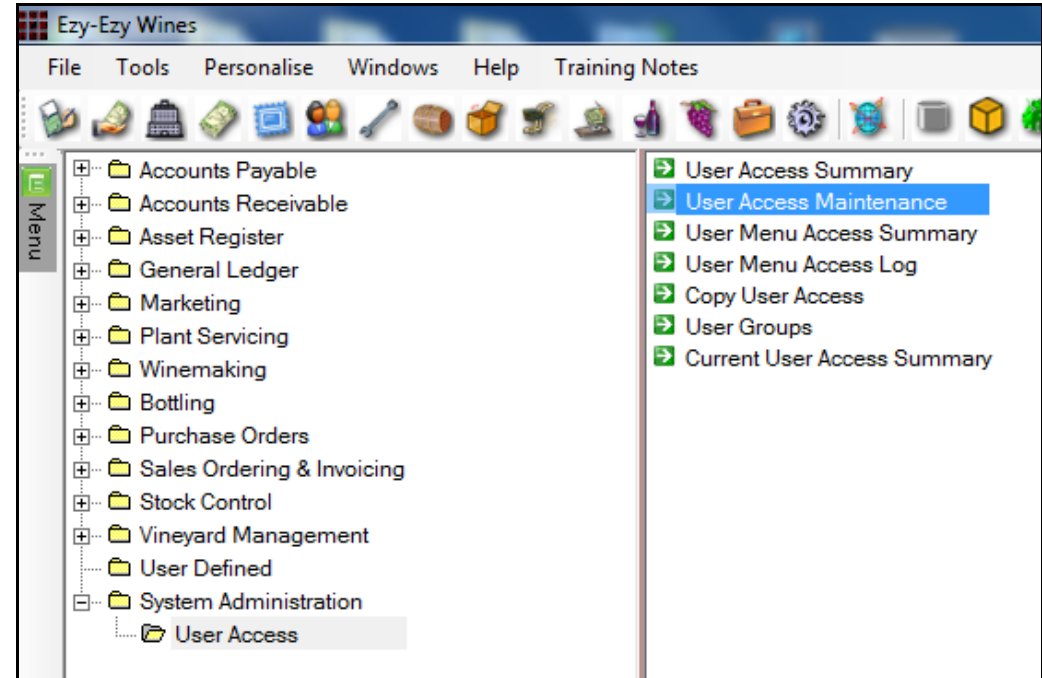 Ezy-Ezy Wines
File Tools Personalise Windows Help Training Notes
Menu
Accounts Payable
Accounts Receivable
Asset Register
General Ledger
Marketing
Plant Servicing
Winemaking
Bottling
Purchase Orders
Sales Ordering & Invoicing
Stock Control
Vineyard Management
User Defined
System Administration
User Access
User Access Summary
User Access Maintenance
User Menu Access Summary
User Menu Access Log
Copy User Access
User Groups
Current User Access Summary